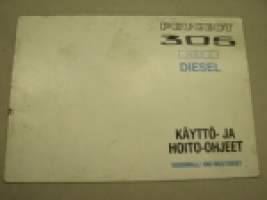 PEUGEOT
306
DIESEL
KÄYTTÖ- JA
HOITO-OHJEET